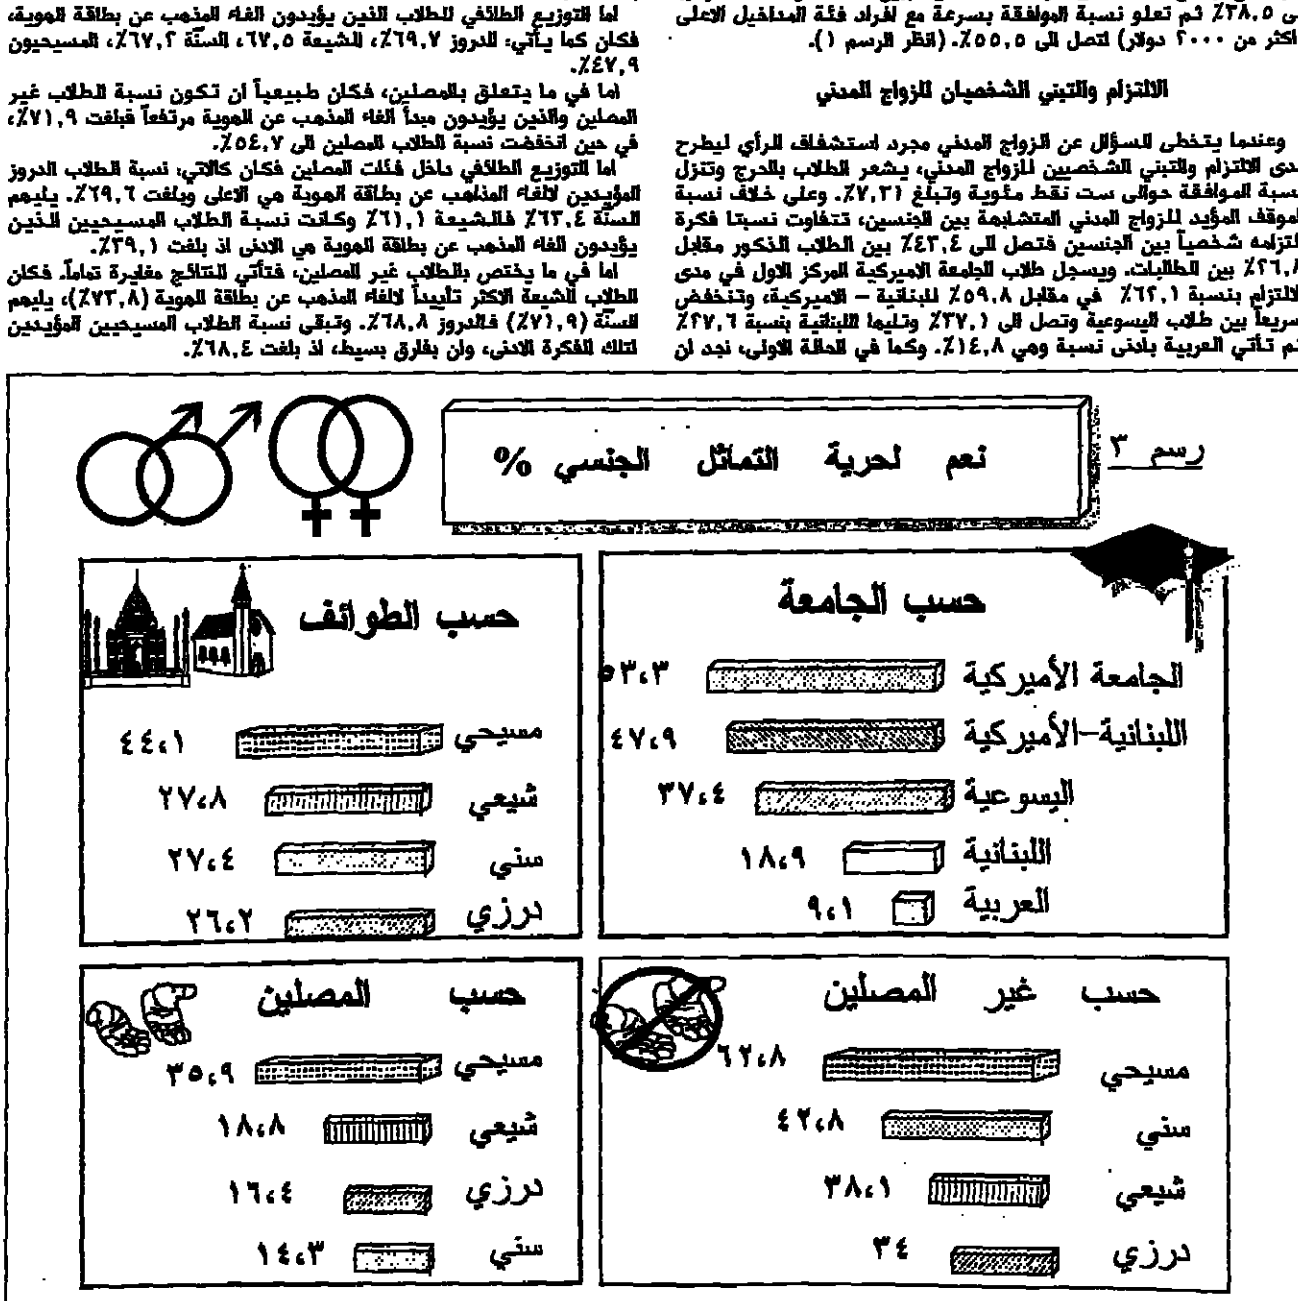 لى ٣٨,٥٪ ثم تعلو نسبة الموافقة بسرعة مع افراد فئة المداخيل الاعلى
اكثر من ٢٠٠٠ دولار) لتصل الى ٥٥,٥٪. (انظر الرسم ١).
الالتزام والتبني الشخصيان للزواج المدني
وعندما يتخطى السؤال عن الزواج المدني مجرد استشفاف الرأي ليطرح
مدى الالتزام والتبني الشخصيين للزواج المدني، يشعر الطلاب بالحرج وتنزل
نسبة الموافقة حوالى ست نقط مئوية وتبلغ ٧,٣١٪. وعلى خلاف نسبة
الموقف المؤيد للزواج المدني المتشابهة بين الجنسين، تتفاوت نسبتا فكرة
التزامه شخصياً بين الجنسين فتصل الى ٤٣,٤٪ بين الطلاب الذكور مقابل
٢٦,٨٪ بين الطالبات. ويسجل طلاب الجامعة الاميركية المركز الاول في مدى
الالتزام بنسبة ٦٢,١٪ في مقابل ٥٩,٨٪ للبنانية – الاميركية، وتنخفض
سريعاً بين طلاب اليسوعية وتصل الى ٣٧,١٪ وتليها اللبنانية بنسبة ٢٧,٦٪
ثم تأتي العربية بادنى نسبة وهي ١٤,٨٪. وكما في الحالة الاولى، نجد ان
اما التوزيع الطائفي للطلاب الذين يؤيدون الغاء المذهب عن بطاقة الهوية،
فكان كما يأتي: الدروز ٦٩,٧٪، الشيعة ٦٧,٥، السنّة ٦٧,٢٪، المسيحيون
٤٧,٩٪.
اما في ما يتعلق بالمصلين، فكان طبيعياً ان تكون نسبة الطلاب غير
المصلين والذين يؤيدون مبدأ الغاء المذهب عن الهوية مرتفعاً فبلغت ٧١,٩٪،
في حين انخفضت نسبة الطلاب المصلين الى ٥٤,٧٪.
اما التوزيع الطائفي داخل فئات المصلين فكان كالآتي: نسبة الطلاب الدروز
المؤيدين لالغاء المذاهب عن بطاقة الهوية هي الاعلى وبلغت ٦٩,٦٪. يليهم
السنّة ٦٣,٤٪ فالشيعة ٦١,١٪ وكانت نسبة الطلاب المسيحيين الذين
يؤيدون الغاء المذهب عن بطاقة الهوية هي الادنى اذ بلغت ٣٩,١٪.
اما في ما يختص بالطلاب غير المصلين، فتأتي النتائج مغايرة تماماً. فكان
الطلاب الشيعة الاكثر تأييداً لالغاء المذهب عن بطاقة الهوية (٧٣,٨٪)، يليهم
السنّة (٧١,٩٪) فالدروز ٦٨,٨٪. وتبقى نسبة الطلاب المسيحيين المؤيدين
لتلك الفكرة الادنى، وان بفارق بسيط، اذ بلغت ٦٨,٤٪.
رسم ٣
نعم لحرية التماثل الجنسي %
حسب الجامعة
الجامعة الأميركية ٥٣،٣
اللبنانية–الأميركية ٤٧،٩
اليسوعية ٣٧،٤
اللبنانية ١٨،٩
العربية ٩،١
حسب الطوائف
مسيحي ٤٤،١
شيعي ٢٧،٨
سني ٢٧،٤
درزي ٢٦،٢
حسب غير المصلين
مسيحي ٦٢،٨
سني ٤٢،٨
شيعي ٣٨،١
درزي ٣٤
حسب المصلين
مسيحي ٣٥،٩
شيعي ١٨،٨
درزي ١٦،٤
سني ١٤،٣